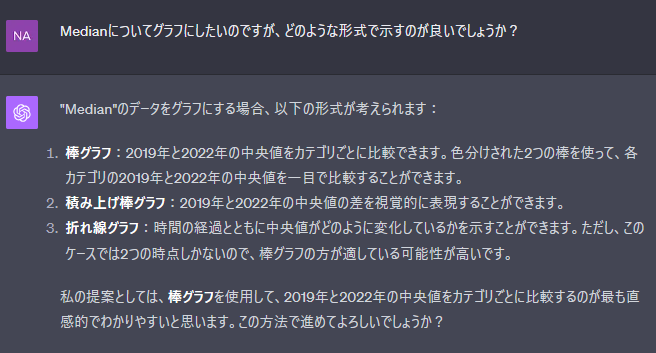 NA
Medianについてグラフにしたいのですが、どのような形式で示すのが良いでしょうか？
"Median"のデータをグラフにする場合、以下の形式が考えられます：
1. 棒グラフ：2019年と2022年の中央値をカテゴリごとに比較できます。色分けされた2つの棒を使って、各
カテゴリの2019年と2022年の中央値を一目で比較することができます。
2. 積み上げ棒グラフ：2019年と2022年の中央値の差を視覚的に表現することができます。
3. 折れ線グラフ：時間の経過とともに中央値がどのように変化しているかを示すことができます。ただし、この
ケースでは2つの時点しかないので、棒グラフの方が適している可能性が高いです。
私の提案としては、棒グラフを使用して、2019年と2022年の中央値をカテゴリごとに比較するのが最も直
感的でわかりやすいと思います。この方法で進めてよろしいでしょうか？